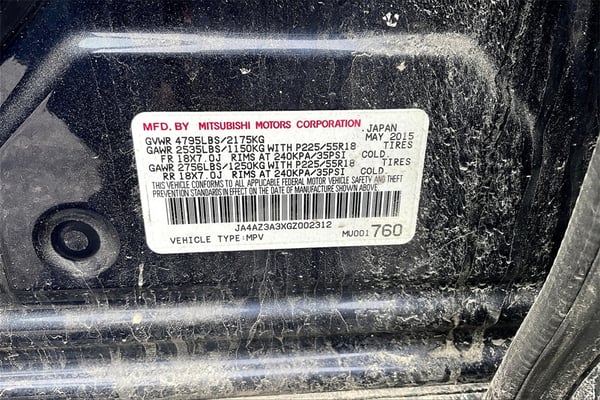 MFD.BY MITSUBISHI MOTORS CORPORATION JAPAN
GVWR 4795LBS/2175KG MAY 2015
GAWR 2535LBS/1150KG WITH P225/55R18 TIRES
FR 18X7.0J RIMS AT 240KPA/35PSI COLD
GAWR 2756LBS/1250KG WITH P225/55R18 TIRES
RR 18X7.0J RIMS AT 240KPA/35PSI COLD
THIS VEHICLE CONFORMS TO ALL APPLICABLE FEDERAL MOTOR VEHICLE SAFETY AND
THEFT PREVENTION STANDARDS IN EFFECT ON THE DATE OF MANUFACTURE SHOWN ABOVE.
JA4AZ3A3XGZ002312
VEHICLE TYPE:MPV MU001 760